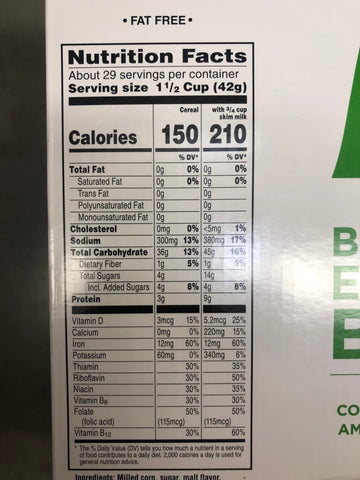 • FAT FREE •
Nutrition Facts
About 29 servings per container
Serving size 1 1/2 Cup (42g)
Cereal with 3/4 cup skim milk
Calories 150 210
% DV* % DV*
Total Fat 0g 0% 0g 0%
Saturated Fat 0g 0% 0g 0%
Trans Fat 0g 0g
Polyunsaturated Fat 0g 0g
Monounsaturated Fat 0g 0g
Cholesterol 0mg 0% <5mg 1%
Sodium 300mg 13% 380mg 17%
Total Carbohydrate 36g 13% 45g 16%
Dietary Fiber 1g 5% 1g 5%
Total Sugars 4g 14g
Incl. Added Sugars 4g 8% 4g 8%
Protein 3g 9g
Vitamin D 3mcg 15% 5.2mcg 25%
Calcium 0mg 0% 220mg 15%
Iron 12mg 60% 12mg 60%
Potassium 60mg 0% 340mg 6%
Thiamin 30% 35%
Riboflavin 30% 50%
Niacin 30% 35%
Vitamin B6 30% 30%
Folate 50% 50%
(folic acid) (115mcg) (115mcg)
Vitamin B12 30% 60%
* The % Daily Value (DV) tells you how much a nutrient in a serving
of food contributes to a daily diet. 2,000 calories a day is used for
general nutrition advice.
Ingredients: Milled corn, sugar, malt flavor,
B
E
E
CO
AM